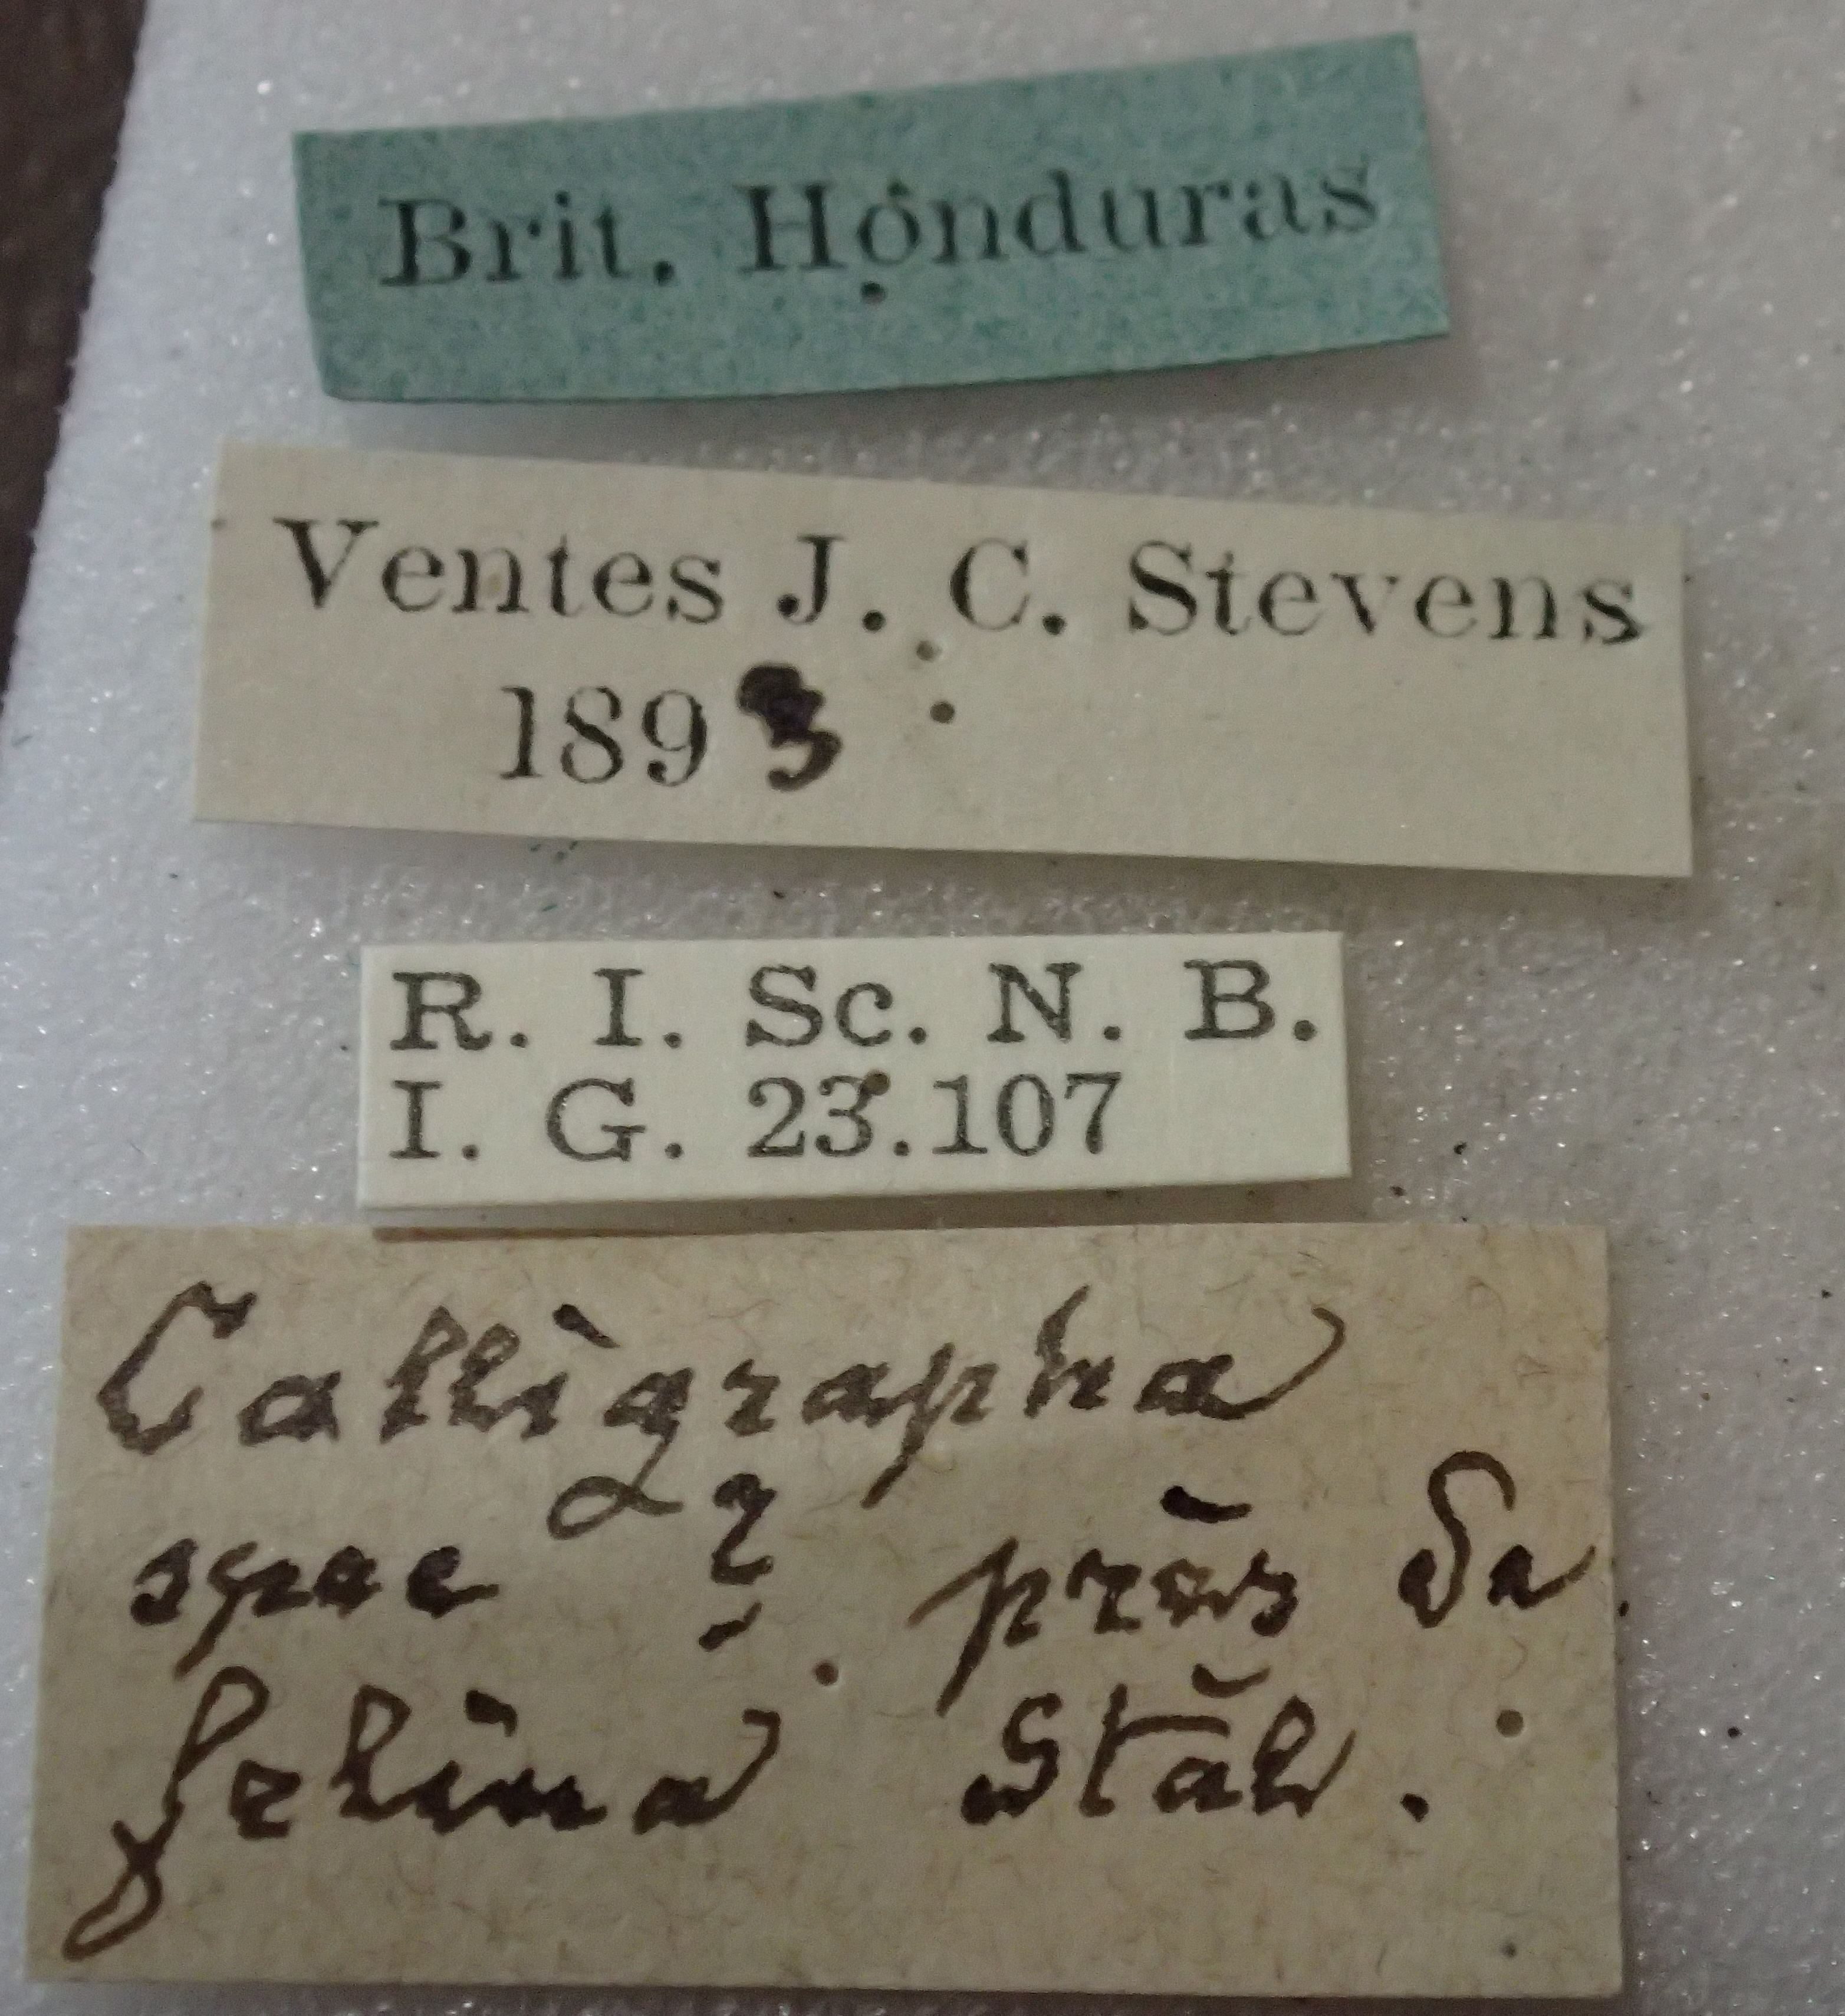 Brit. Honduras
Ventes J. C. Stevens
1893
R. I. Sc. N. B.
I. G. 23.107
Calligrapha
spec ? près de
felina Stål.